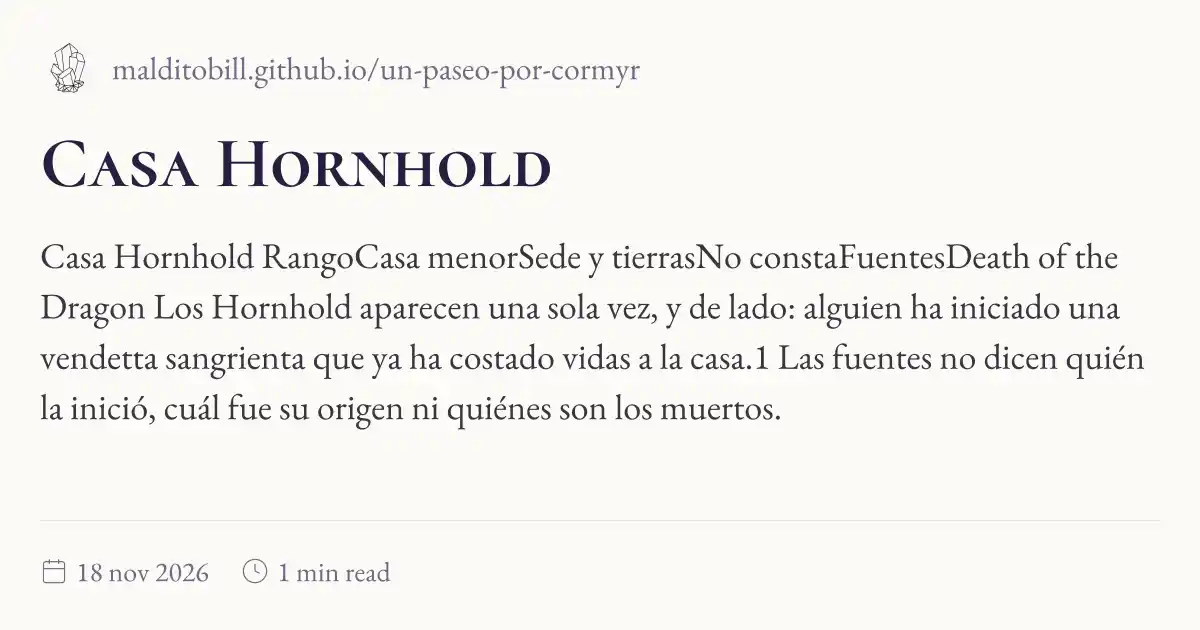 malditobill.github.io/un-paseo-por-cormyr
Casa Hornhold
Casa Hornhold RangoCasa menorSede y tierrasNo constaFuentesDeath of the
Dragon Los Hornhold aparecen una sola vez, y de lado: alguien ha iniciado una
vendetta sangrienta que ya ha costado vidas a la casa.1 Las fuentes no dicen quién
la inició, cuál fue su origen ni quiénes son los muertos.
18 nov 2026 1 min read